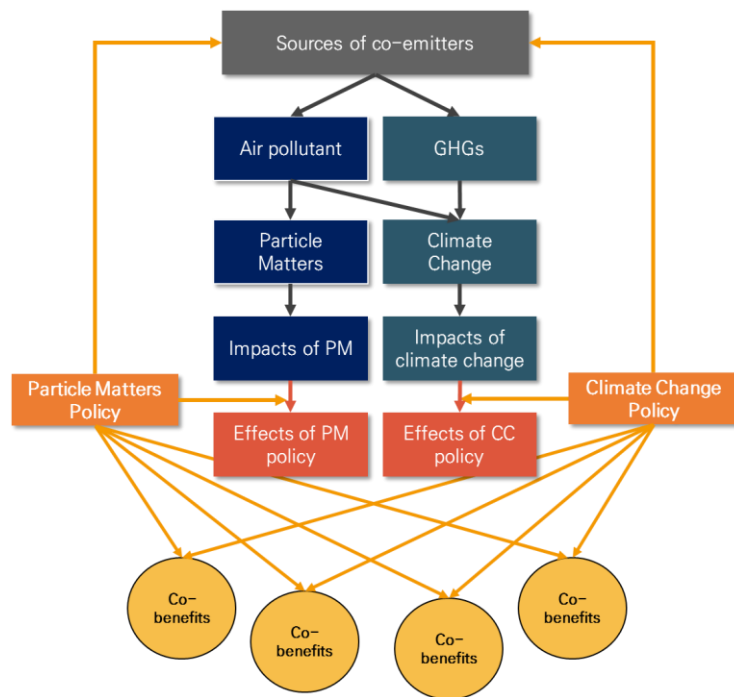 Sources of co-emitters
Air pollutant
GHGs
Particle
Matters
Climate
Change
Impacts of PM
Impacts of
climate change
Particle Matters
Policy
Climate Change
Policy
Effects of PM
policy
Effects of CC
policy
Co-
benefits
Co-
benefits
Co-
benefits
Co-
benefits